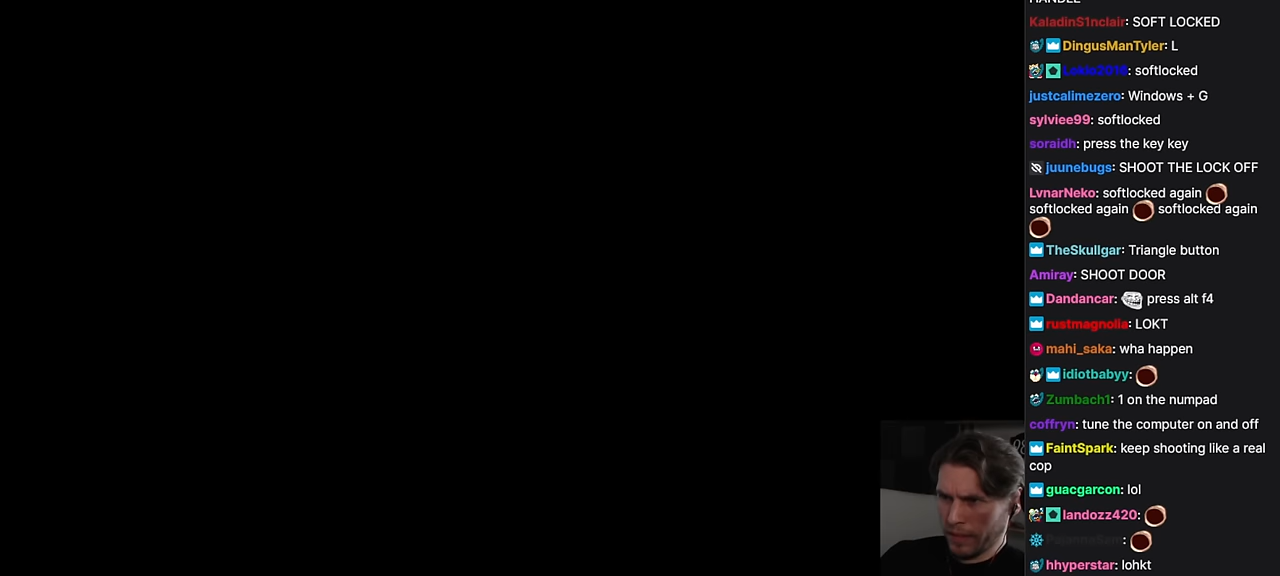 HANDLE
KaladinS1nclair: SOFT LOCKED
DingusManTyler: L
Lekie2018: softlocked
justcalimezero: Windows + G
sylviee99: softlocked
soraidh: press the key key
juunebugs: SHOOT THE LOCK OFF
LvnarNeko: softlocked again
softlocked again softlocked again
TheSkullgar: Triangle button
Amiray: SHOOT DOOR
Dandancar: press alt f4
rustmagnolia: LOKT
mahi_saka: wha happen
idiotbabyy:
Zumbach1: 1 on the numpad
coffryn: tune the computer on and off
FaintSpark: keep shooting like a real
cop
guacgarcon: lol
landozz420:
:
hhyperstar: lohkt